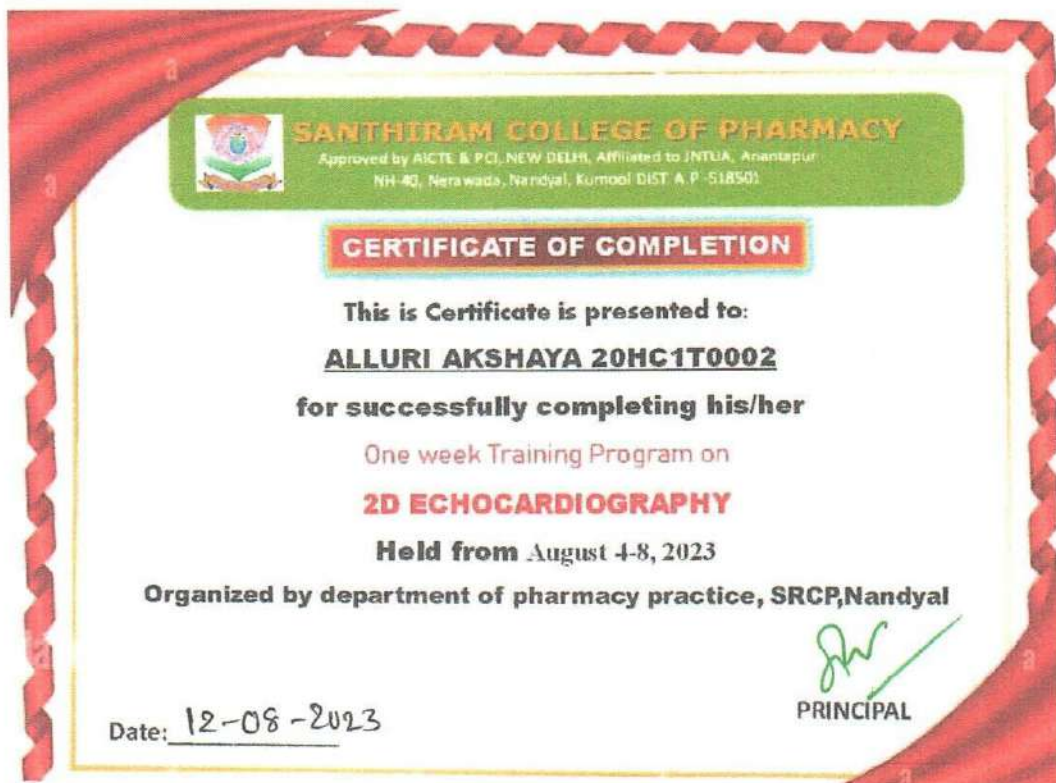 SANTHIRAM COLLEGE OF PHARMACY
Approved by AICTE & PCI, NEW DELHI, Affiliated to JNTUA, Anantapur
NH-40, Nerawada, Nandyal, Kurnool DIST A.P -518501
CERTIFICATE OF COMPLETION
This is Certificate is presented to:
ALLURI AKSHAYA 20HC1T0002
for successfully completing his/her
One week Training Program on
2D ECHOCARDIOGRAPHY
Held from August 4-8, 2023
Organized by department of pharmacy practice, SRCP,Nandyal
PRINCIPAL
Date: 12-08-2023